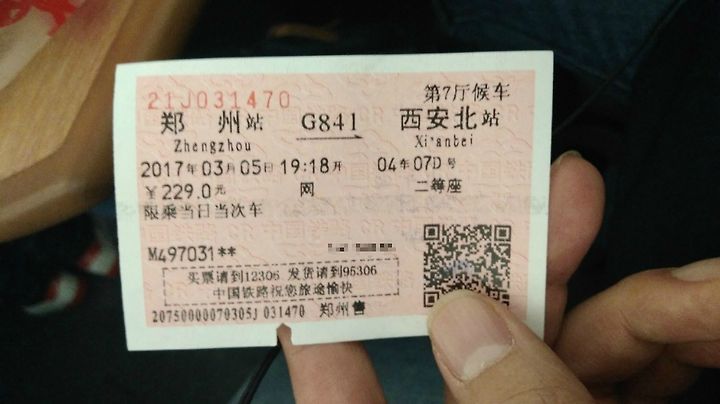 21J031470 第7厅候车
郑 州站 G841 西安北站
Zhengzhou Xi'anbei
2017年03月05日19:18开 04车07D号
￥229.0元 网 二等座
限乘当日当次车
M497031**
买票请到12306 发货请到95306
中国铁路祝您旅途愉快
20750000070305J 031470 郑州售